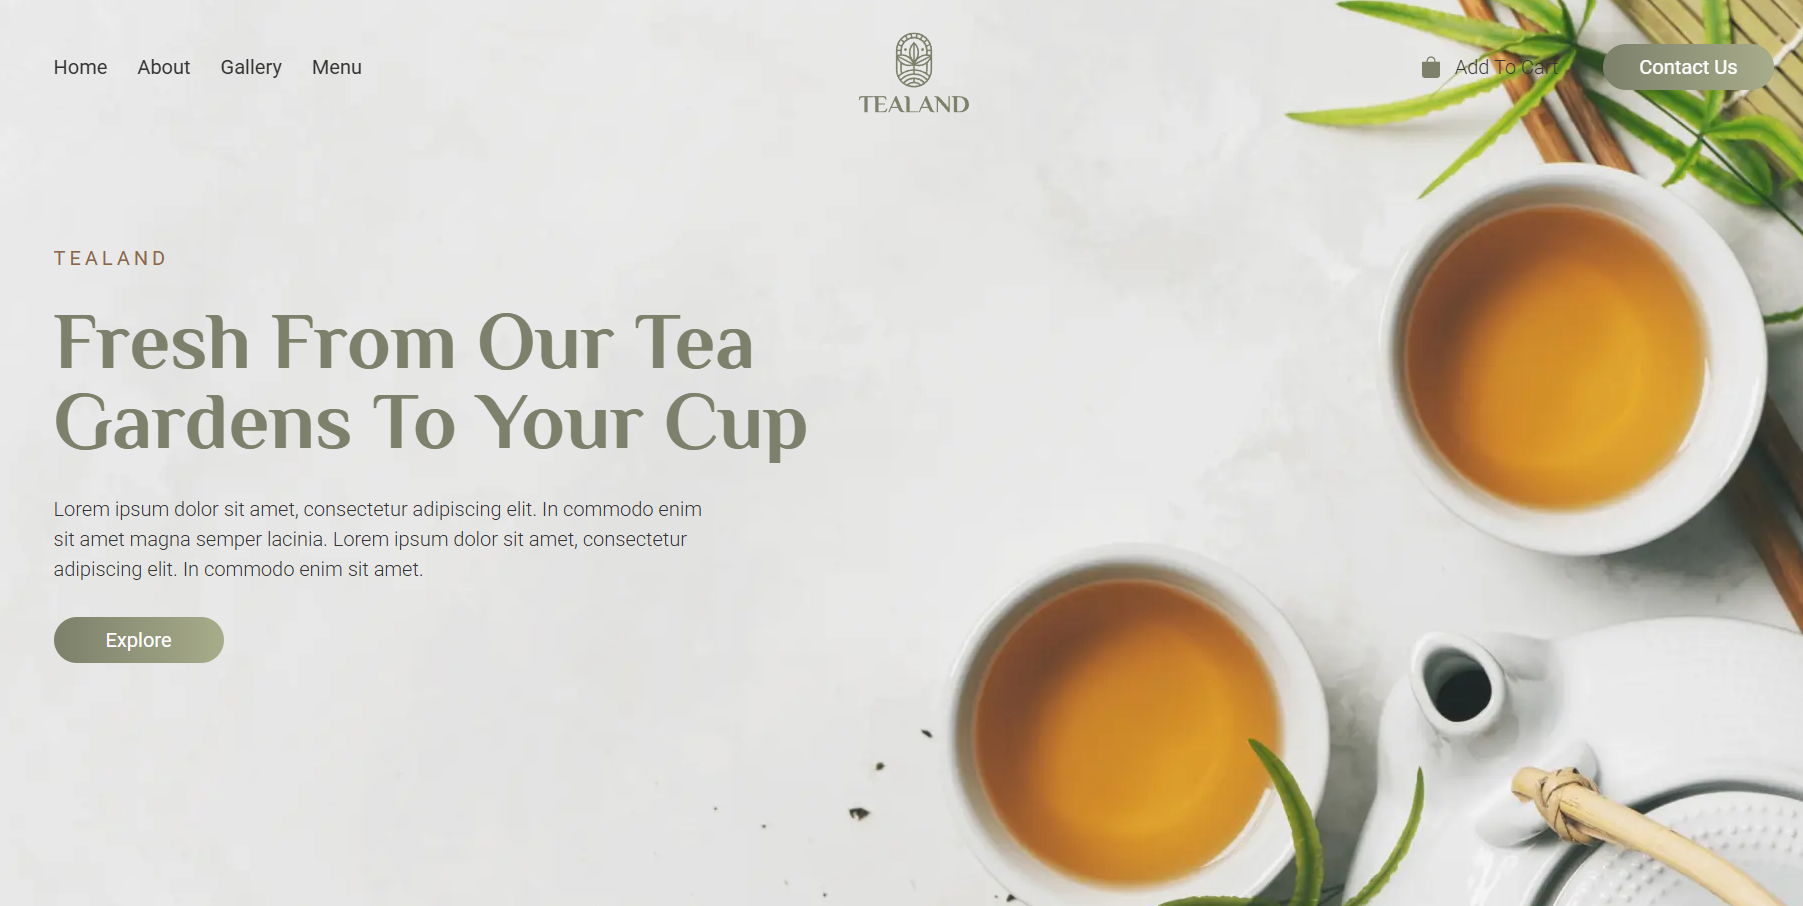 Home About Gallery Menu
TEALAND
Add To Cart
Contact Us
TEALAND
Fresh From Our Tea
Gardens To Your Cup
Lorem ipsum dolor sit amet, consectetur adipiscing elit. In commodo enim
sit amet magna semper lacinia. Lorem ipsum dolor sit amet, consectetur
adipiscing elit. In commodo enim sit amet.
Explore